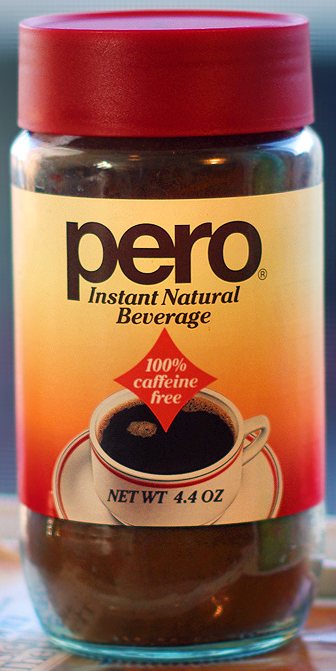 pero®
Instant Natural
Beverage
100%
caffeine
free
NET WT 4.4 OZ